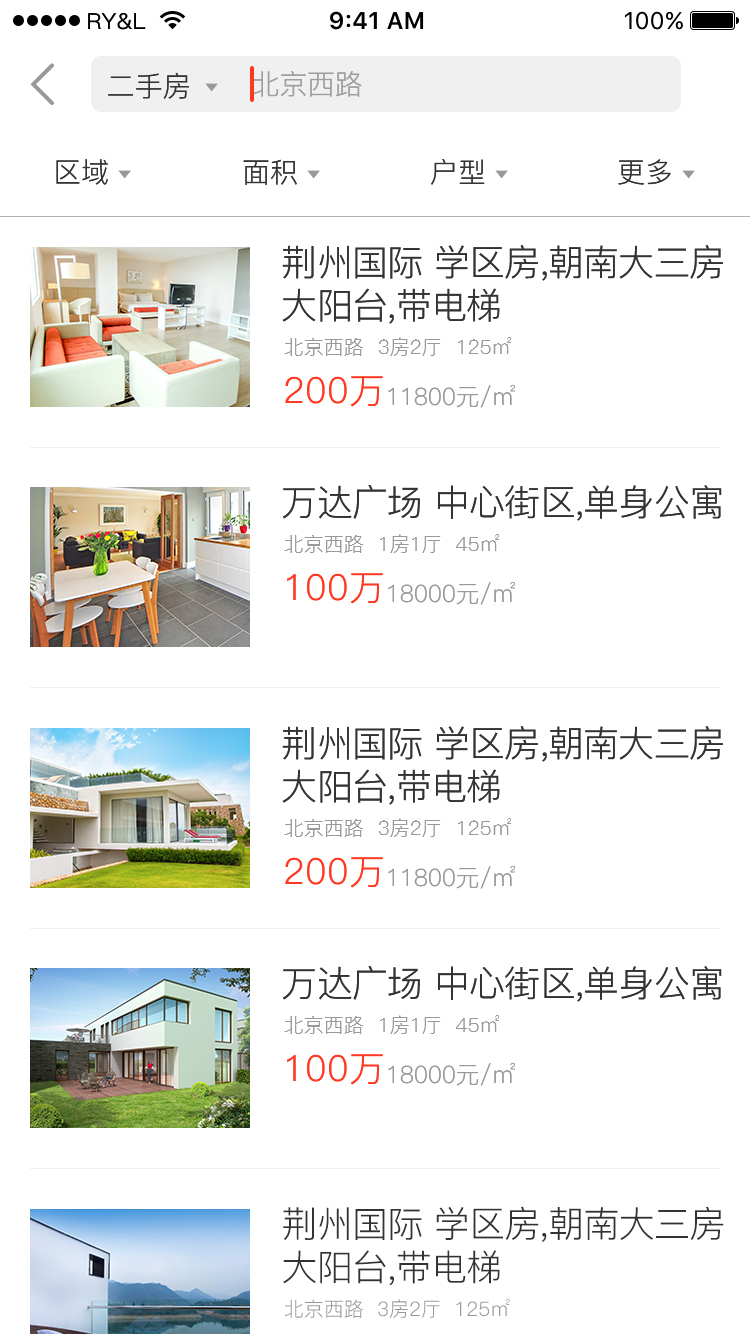 RY&L 9:41 AM 100%
二手房 北京西路
区域 面积 户型 更多
荆州国际 学区房,朝南大三房
大阳台,带电梯
北京西路 3房2厅 125㎡
200万11800元/㎡
万达广场 中心街区,单身公寓
北京西路 1房1厅 45㎡
100万18000元/㎡
荆州国际 学区房,朝南大三房
大阳台,带电梯
北京西路 3房2厅 125㎡
200万11800元/㎡
万达广场 中心街区,单身公寓
北京西路 1房1厅 45㎡
100万18000元/㎡
荆州国际 学区房,朝南大三房
大阳台,带电梯
北京西路 3房2厅 125㎡